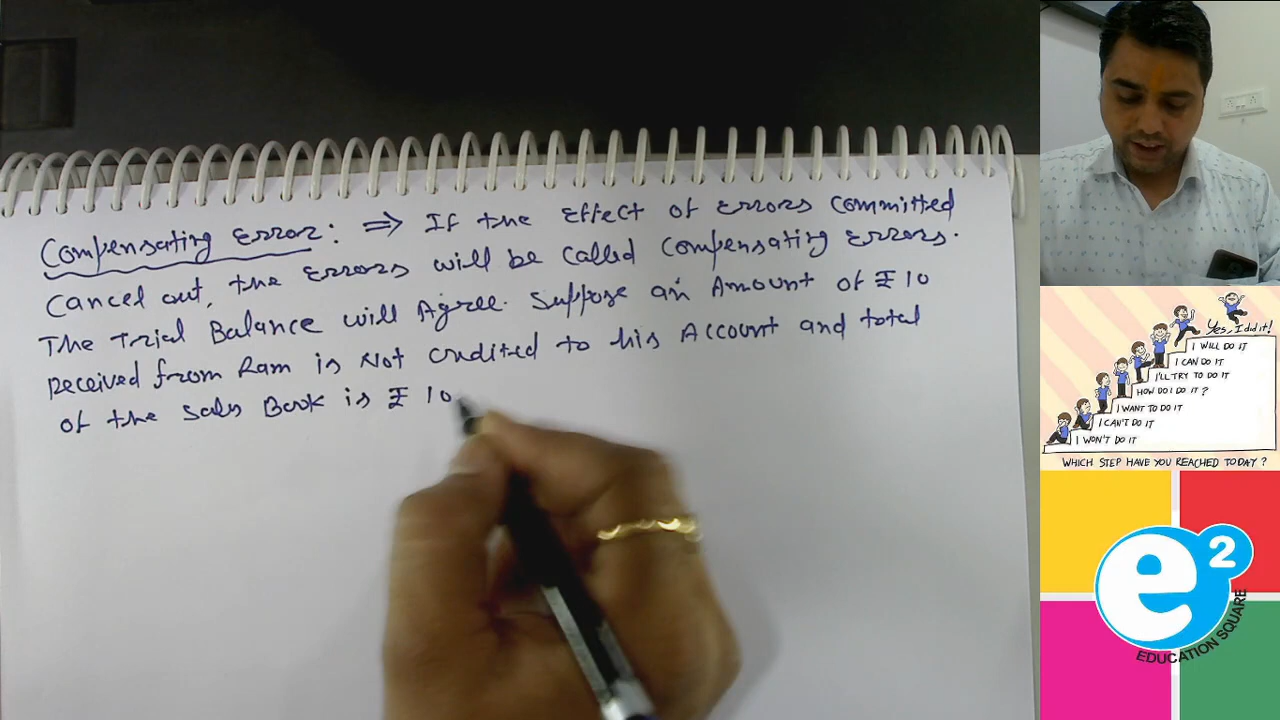 Compensating Error: ⇒ If the Effect of Errors committed
Cancel out, the Errors will be called Compensating Errors.
The Trial Balance will Agree. Suppose an Amount of ₹10
Received from Ram is Not credited to his Account and total
of the Sales Book is ₹ 10
Yes, I did it!
I WILL DO IT
I CAN DO IT
I'LL TRY TO DO IT
HOW DO I DO IT?
I WANT TO DO IT
I CAN'T DO IT
I WON'T DO IT
WHICH STEP HAVE YOU REACHED TODAY?
e2
EDUCATION SQUARE